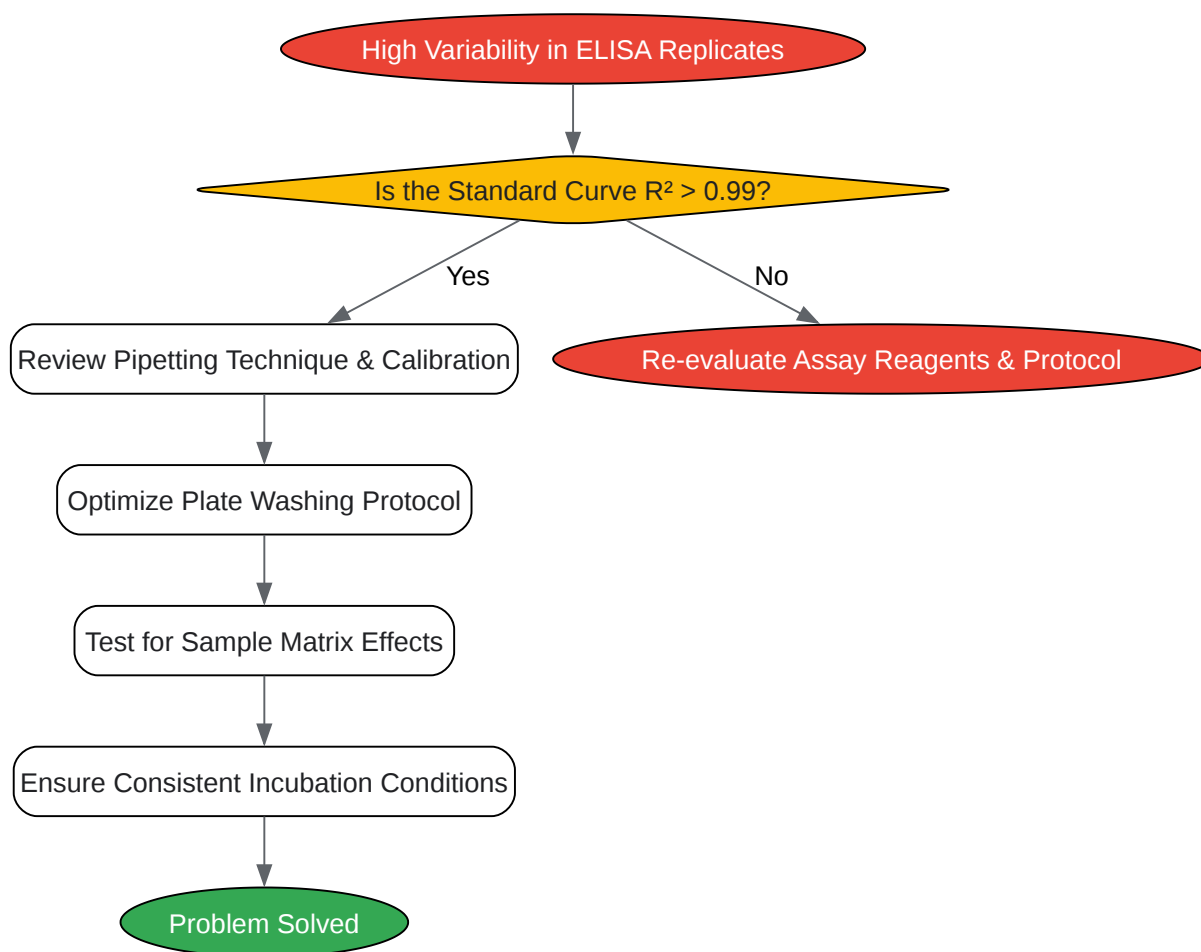 High Variability in ELISA Replicates
Is the Standard Curve R² > 0.99?
Yes
No
Review Pipetting Technique & Calibration
Re-evaluate Assay Reagents & Protocol
Optimize Plate Washing Protocol
Test for Sample Matrix Effects
Ensure Consistent Incubation Conditions
Problem Solved